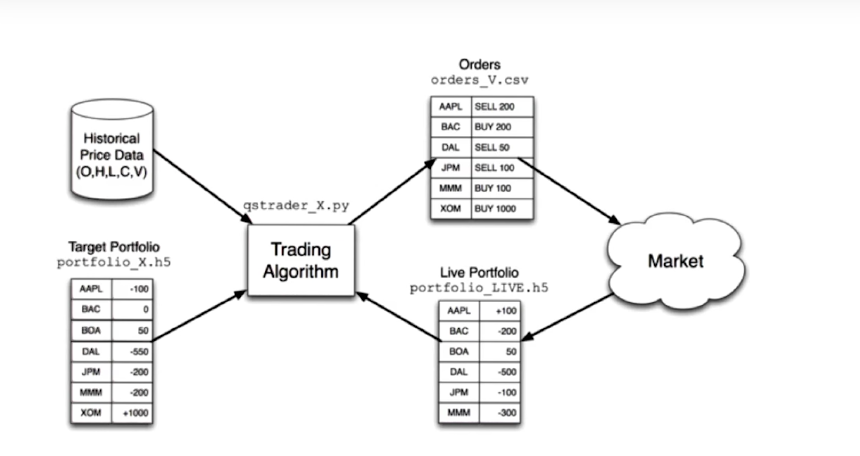 Orders
orders_V.csv
AAPL SELL 200
BAC BUY 200
DAL SELL 50
JPM SELL 100
MMM BUY 100
XOM BUY 1000
Historical
Price Data
(O,H,L,C,V)
qstrader_X.py
Trading
Algorithm
Target Portfolio
portfolio_X.h5
AAPL -100
BAC 0
BOA 50
DAL -550
JPM -200
MMM -200
XOM +1000
Live Portfolio
portfolio_LIVE.h5
AAPL +100
BAC -200
BOA 50
DAL -500
JPM -100
MMM -300
Market